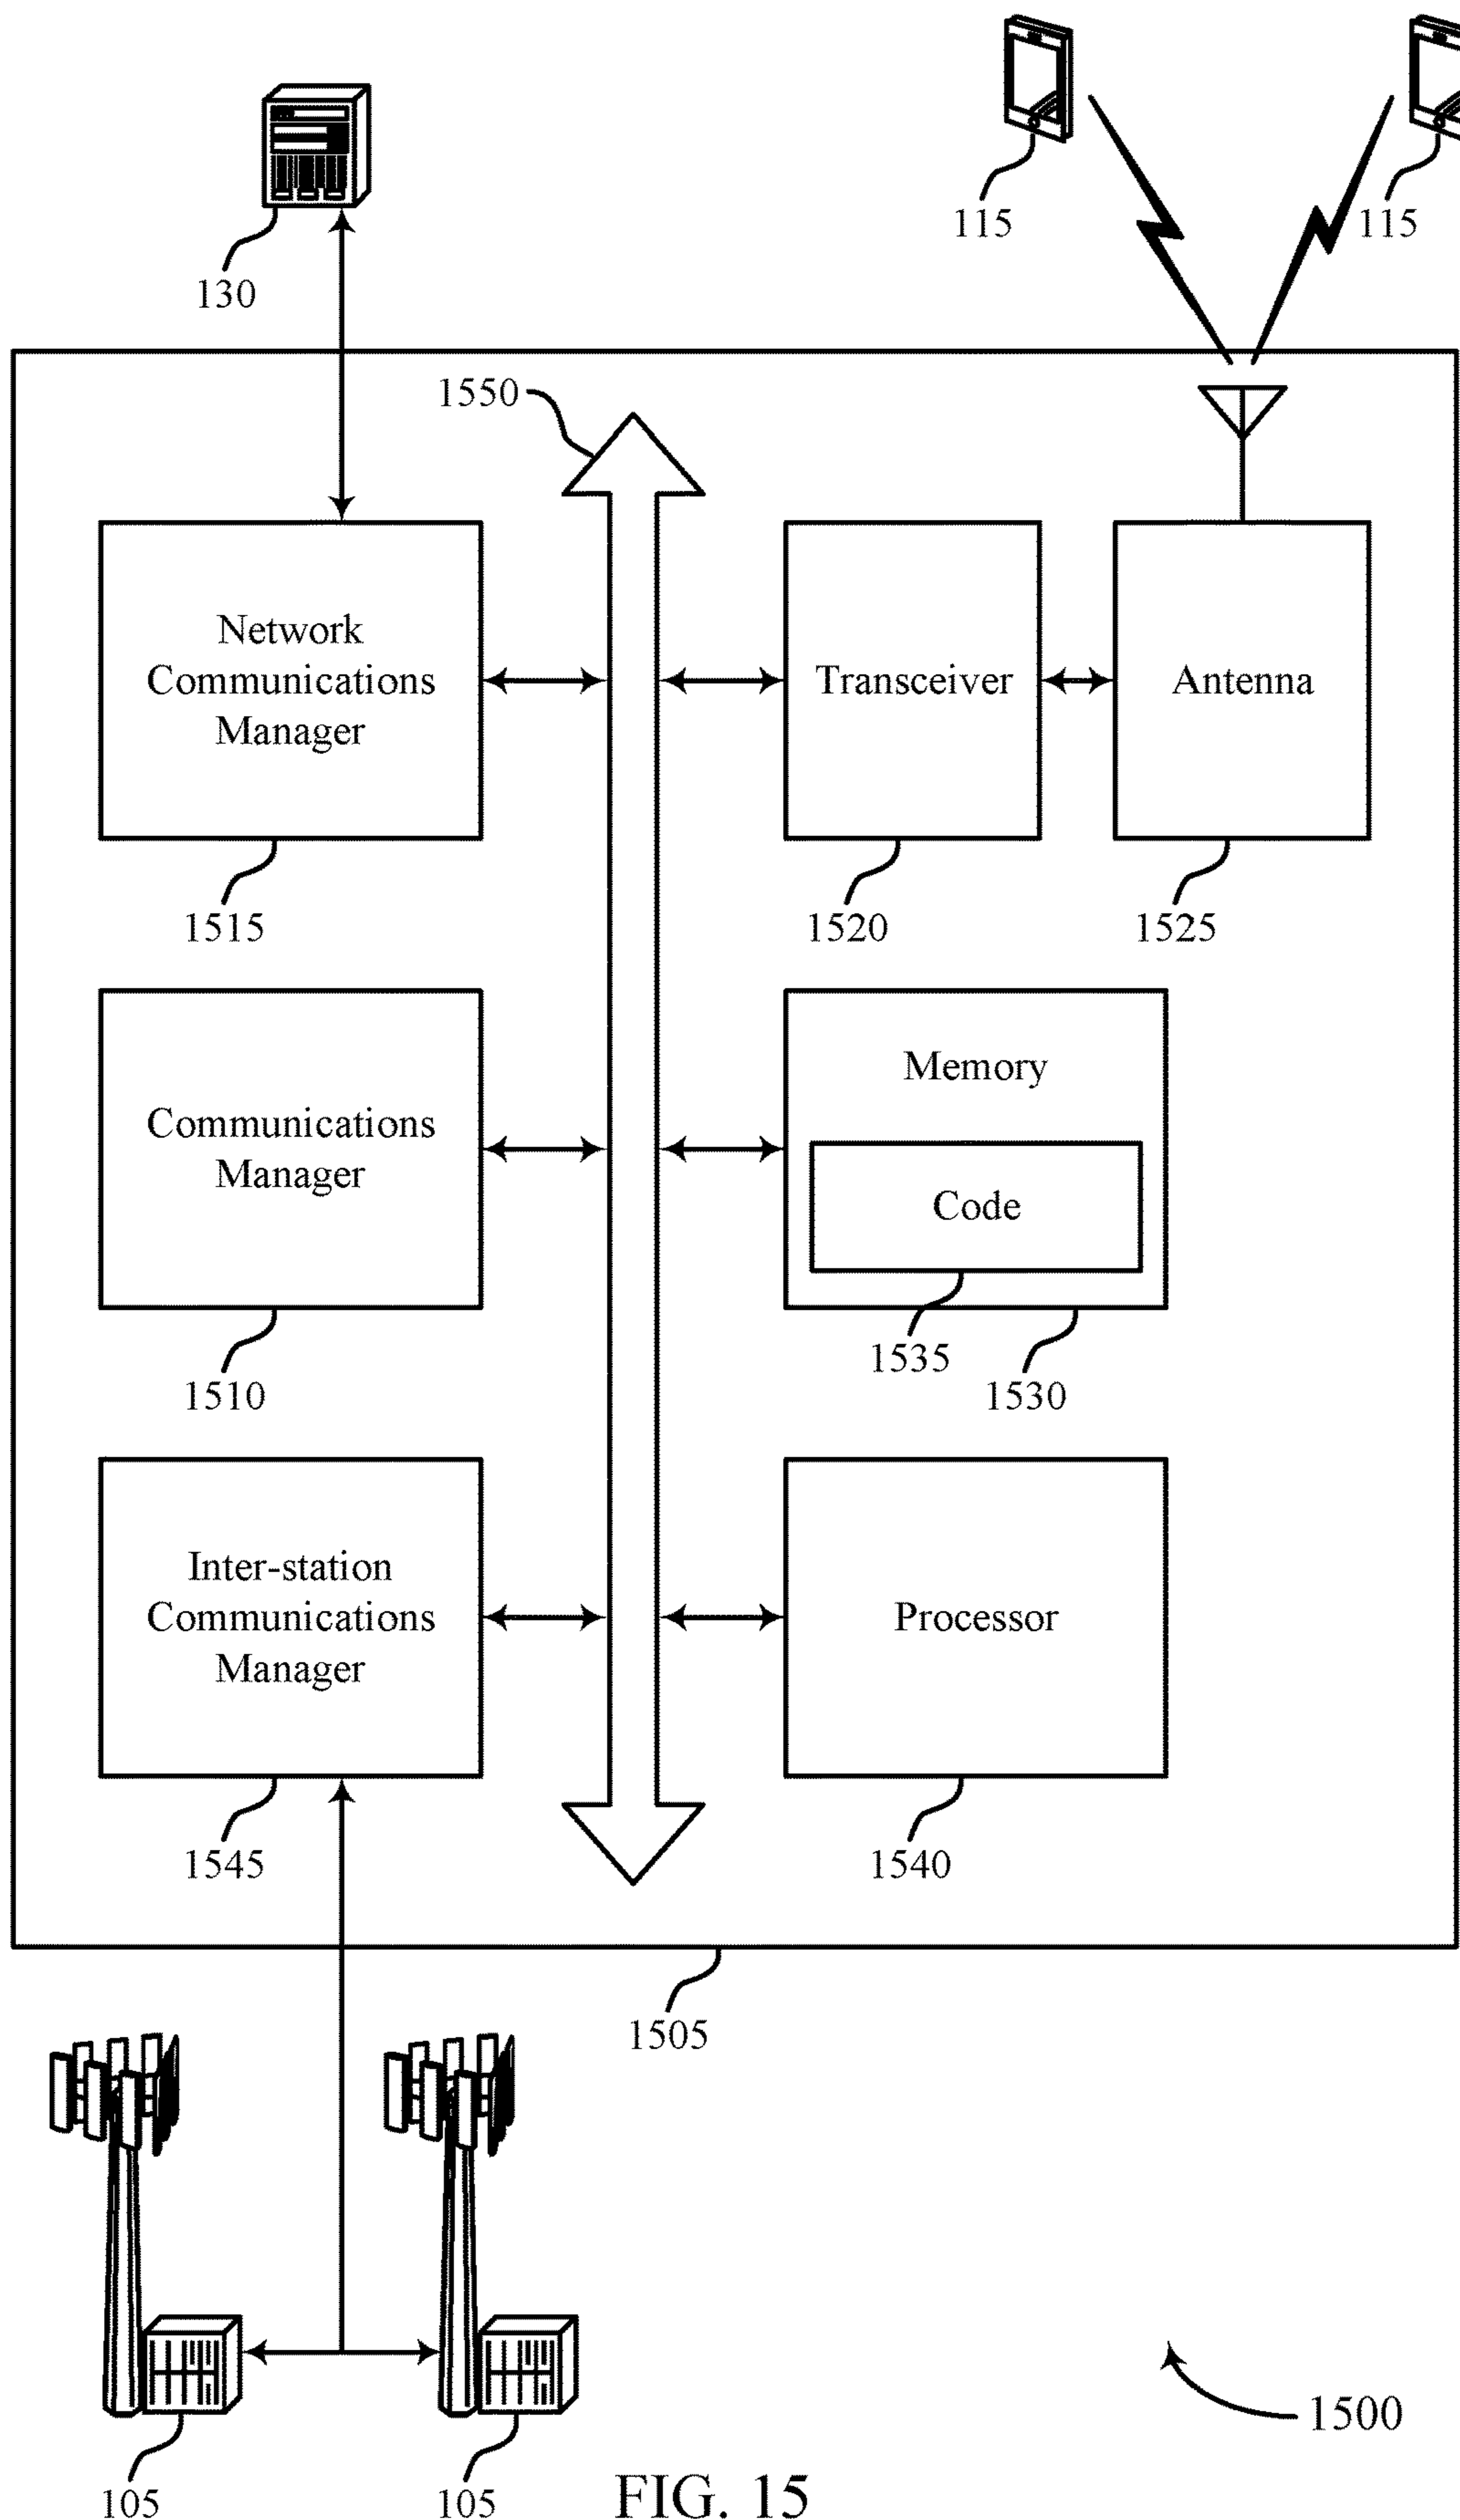 115
115
130
1550
Network
Communications
Manager
Transceiver
Antenna
1515
1520
1525
Communications
Manager
Memory
Code
1535
1510
1530
Inter-station
Communications
Manager
Processor
1545
1540
1505
1500
105
105
FIG. 15